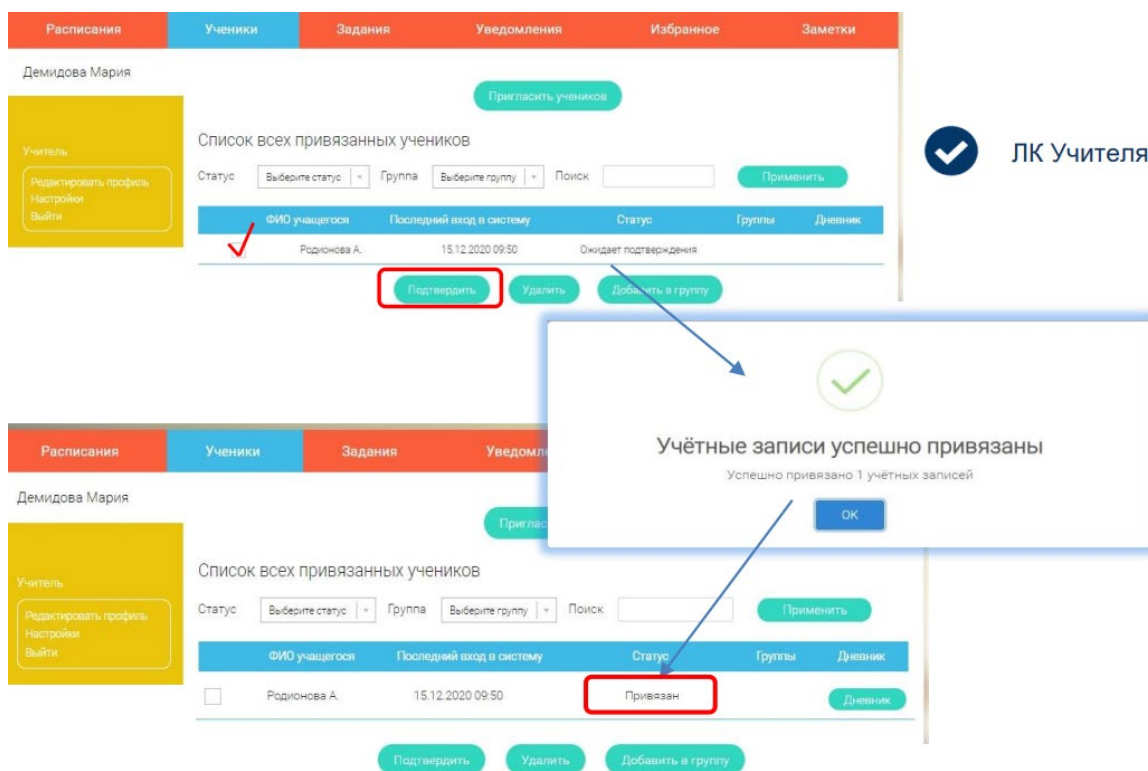 Расписания Ученики Задания Уведомления Избранное Заметки
Демидова Мария
Пригласить учеников
Список всех привязанных учеников
ЛК Учителя
Учитель
Редактировать профиль
Настройки
Выйти
Статус Выберите статус Группа Выберите группу Поиск Применить
ФИО учащегося Последний вход в систему Статус Группы Дневник
Родионова А. 15.12.2020 09:50 Ожидает подтверждения
Подтвердить Удалить Добавить в группу
Учётные записи успешно привязаны
Успешно привязано 1 учётных записей
OK
Расписания Ученики Задания
Демидова Мария
Список всех привязанных учеников
Учитель
Редактировать профиль
Настройки
Выйти
Статус Выберите статус Группа Выберите группу Поиск Применить
ФИО учащегося Последний вход в систему Статус Группы Дневник
Родионова А. 15.12.2020 09:50 Привязан Дневник
Подтвердить Удалить Добавить в группу